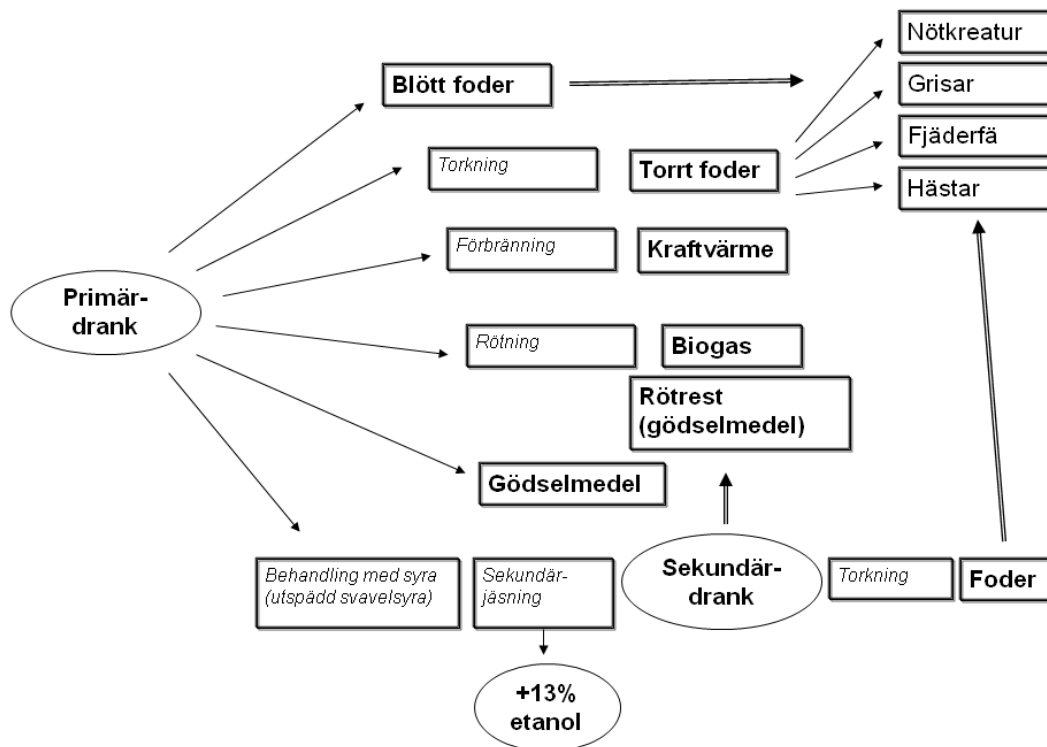 Nötkreatur
Blött foder
Grisar
Fjäderfä
Torkning
Torrt foder
Hästar
Förbränning
Kraftvärme
Primär-
drank
Rötning
Biogas
Rötrest
(gödselmedel)
Gödselmedel
Behandling med syra
(utspädd svavelsyra)
Sekundär-
jäsning
Sekundär-
drank
Torkning
Foder
+13%
etanol